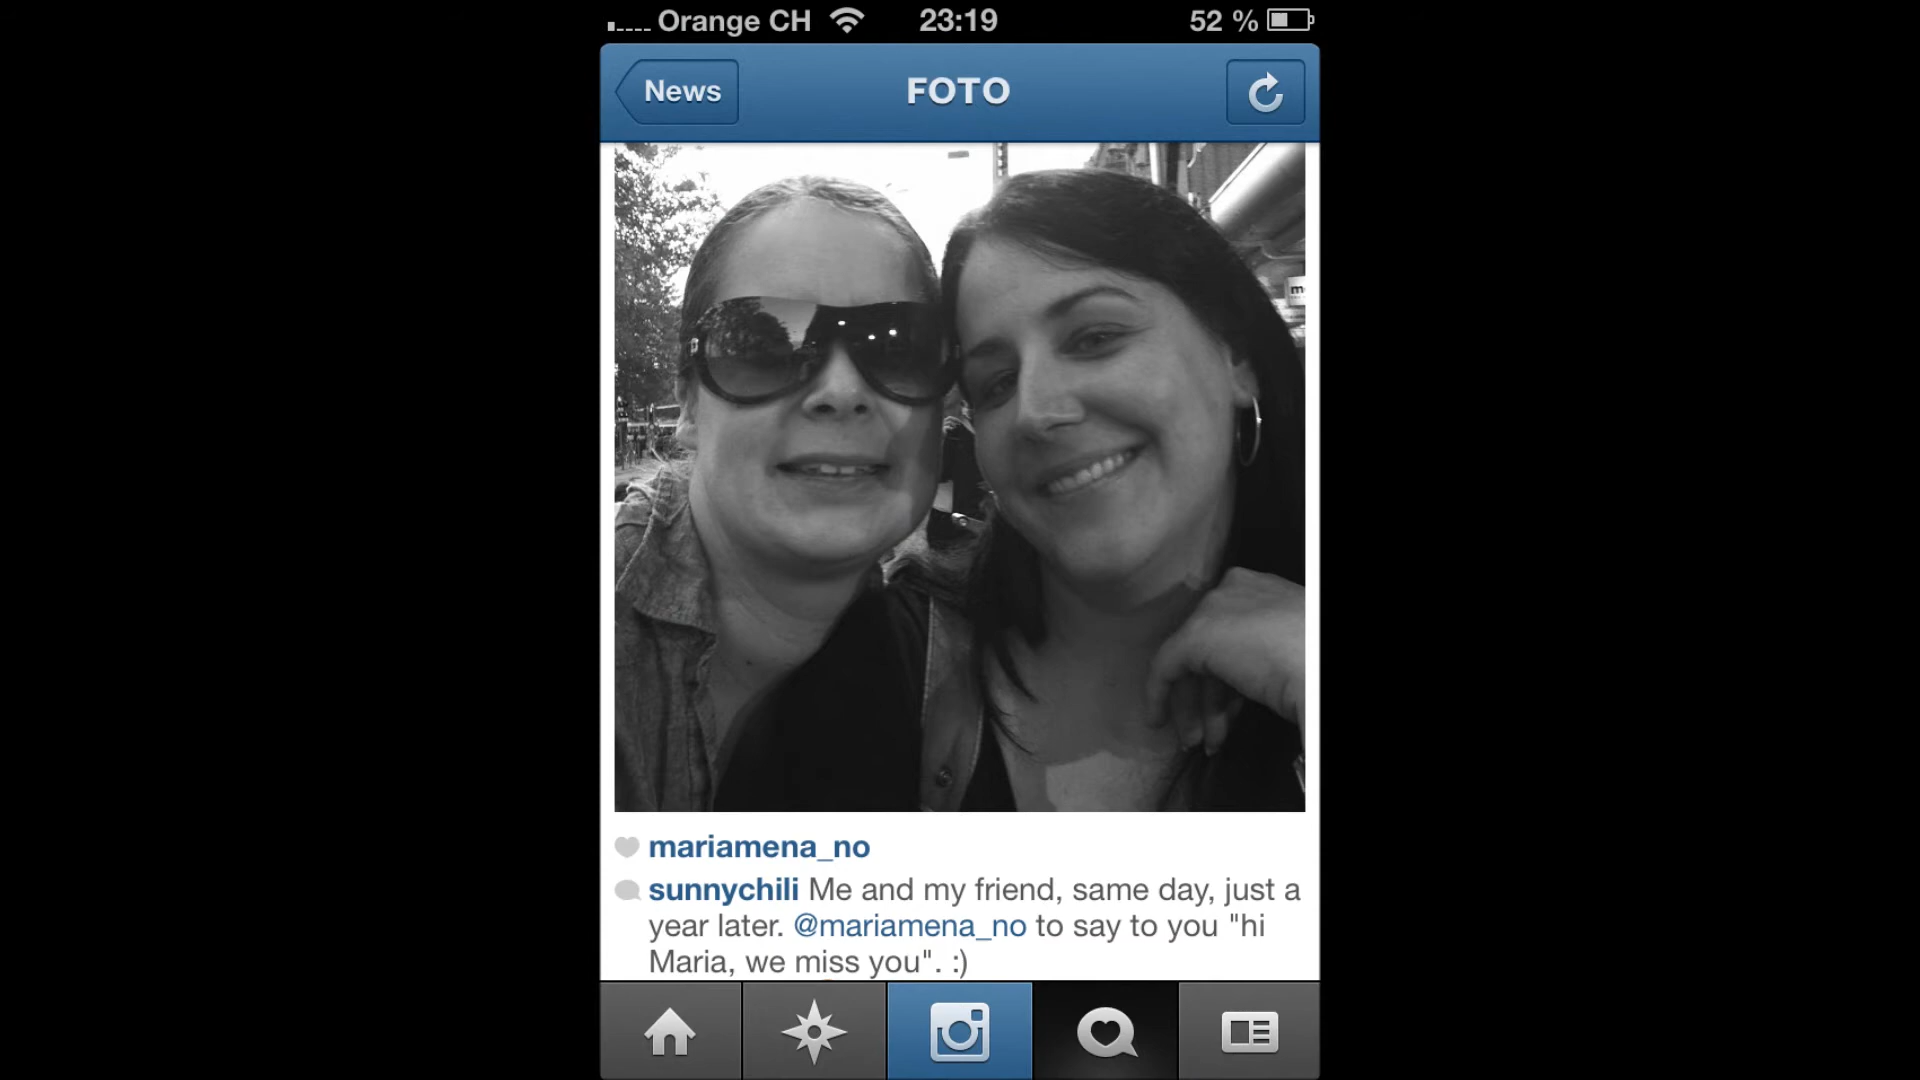 Orange CH 23:19 52 %
News FOTO
mariamena_no
sunnychili Me and my friend, same day, just a
year later. @mariamena_no to say to you "hi
Maria, we miss you". :)